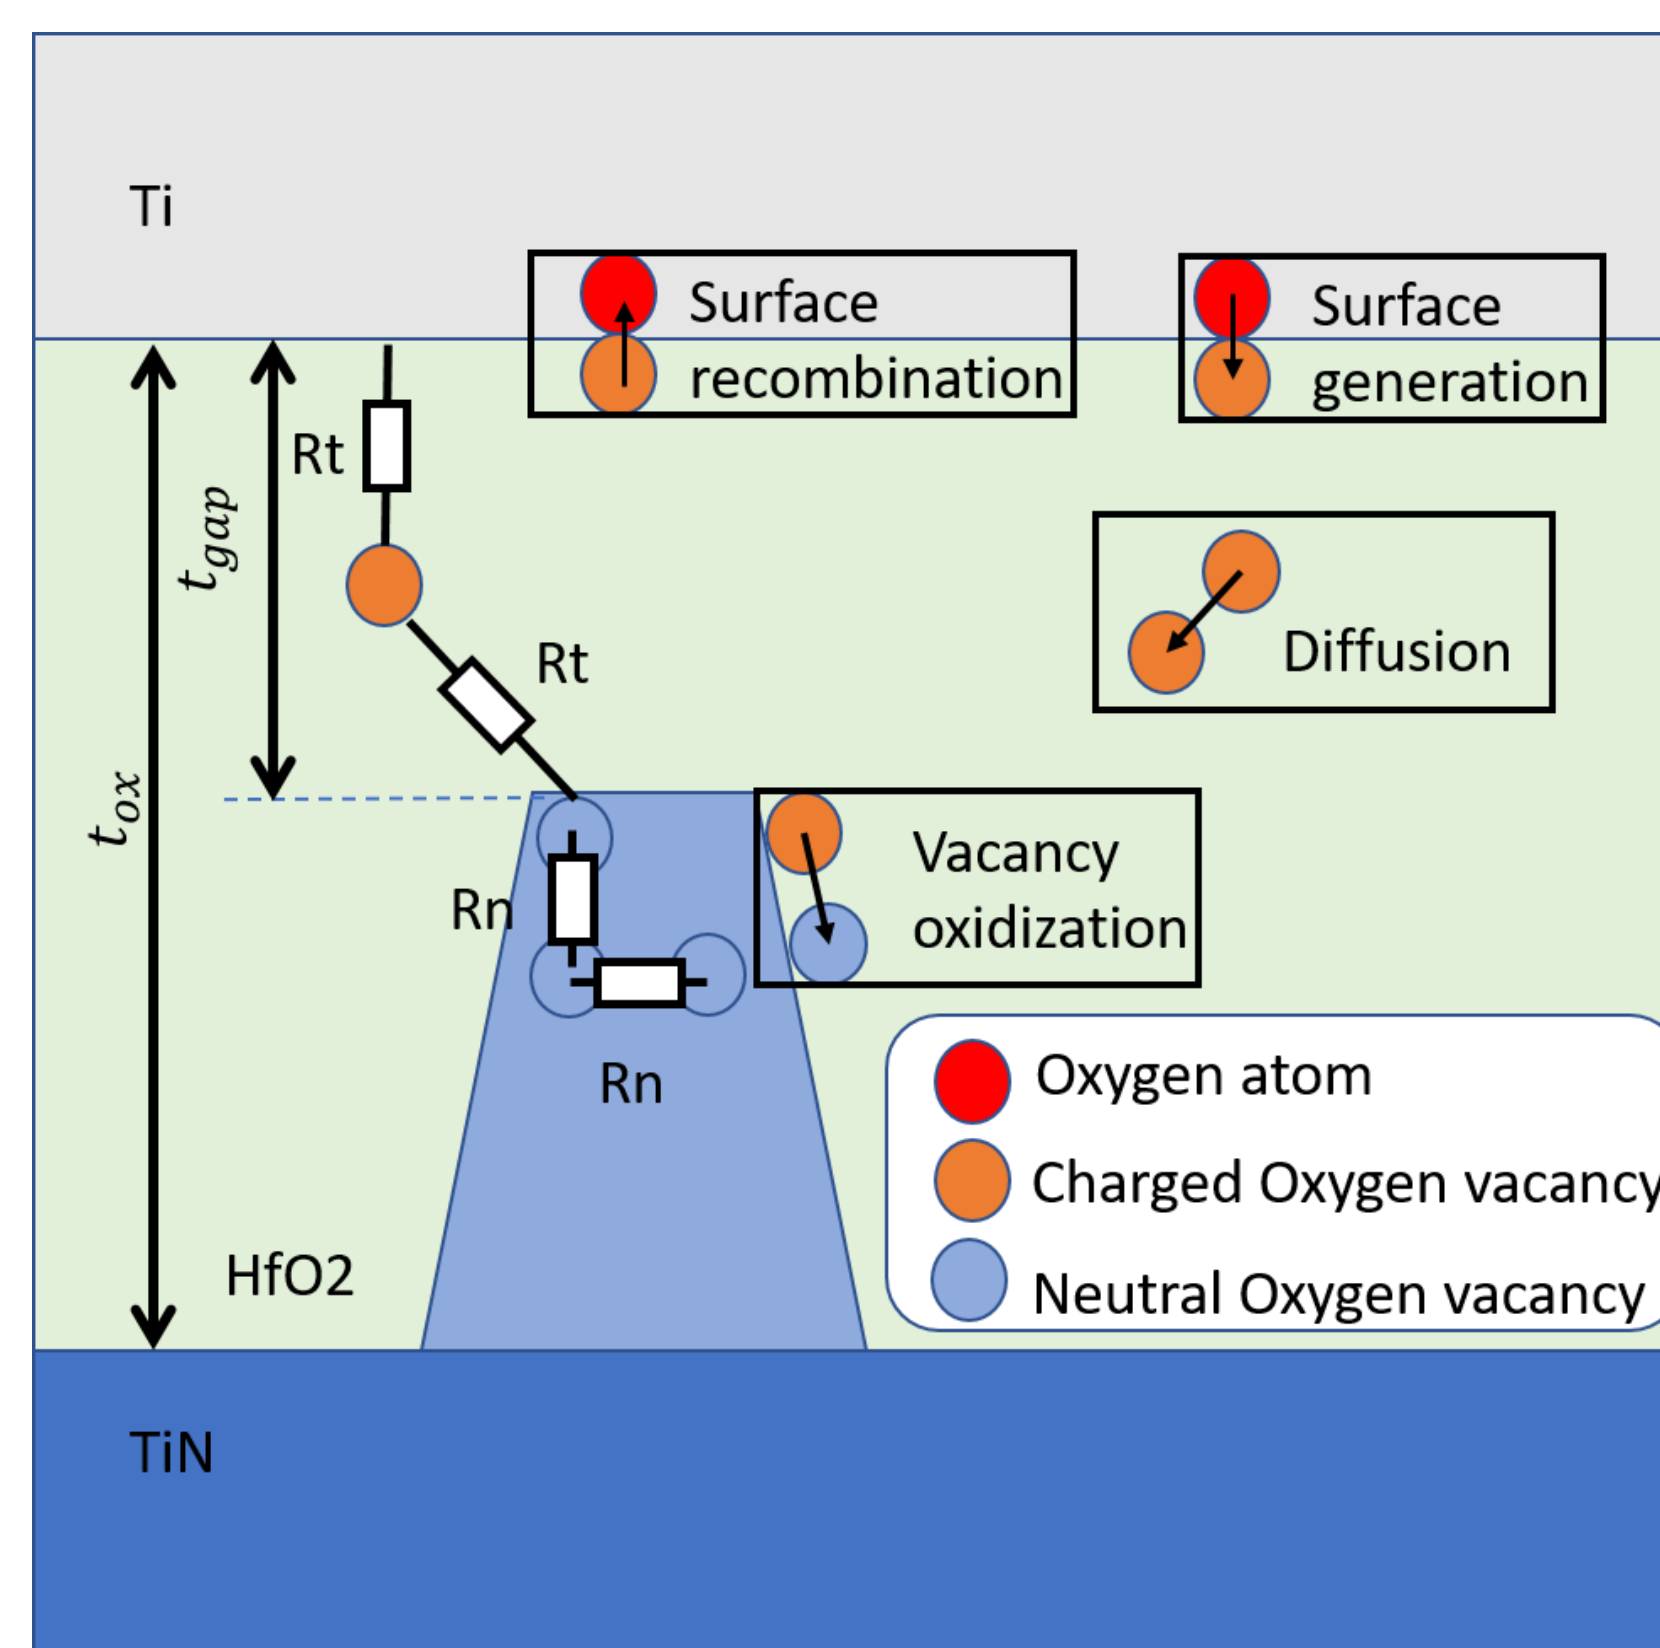 Ti
Surface
recombination
Surface
generation
Rt
t_gap
Rt
Diffusion
t_ox
Vacancy
oxidization
Rn
Rn
Oxygen atom
Charged Oxygen vacancy
Neutral Oxygen vacancy
HfO2
TiN